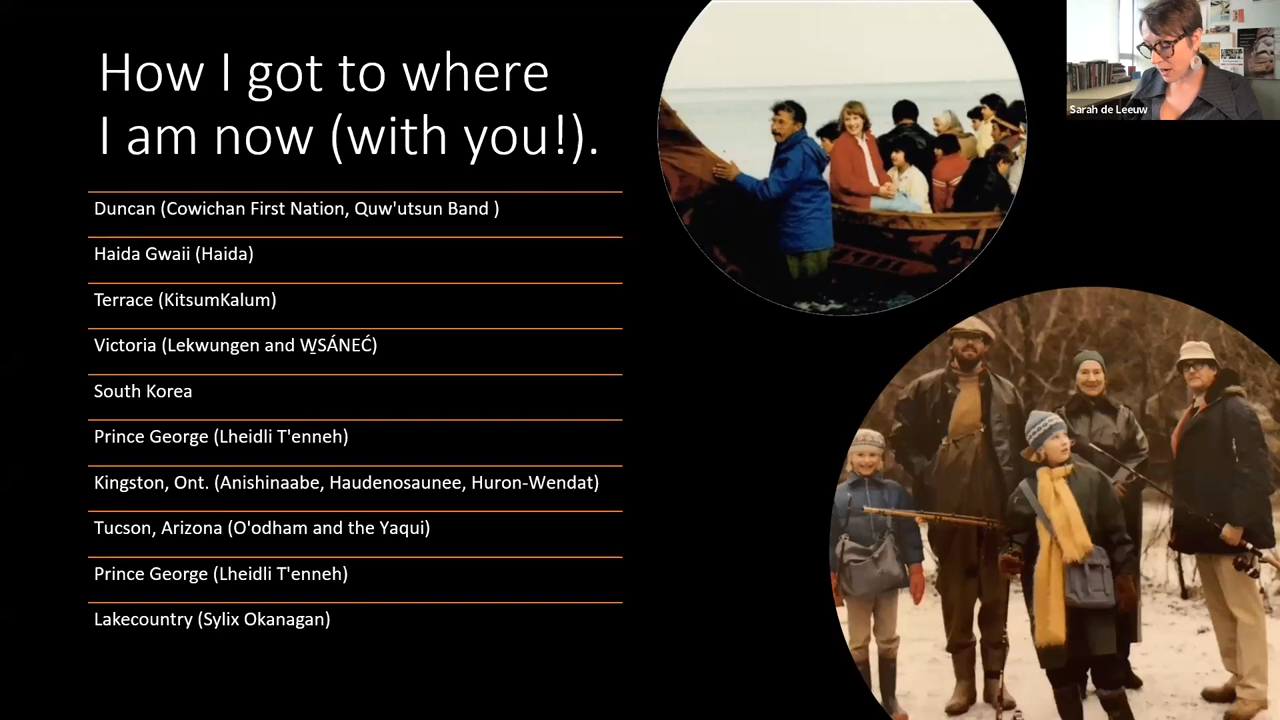 How I got to where
I am now (with you!).
Duncan (Cowichan First Nation, Quw'utsun Band )
Haida Gwaii (Haida)
Terrace (KitsumKalum)
Victoria (Lekwungen and W̱SÁNEĆ)
South Korea
Prince George (Lheidli T'enneh)
Kingston, Ont. (Anishinaabe, Haudenosaunee, Huron-Wendat)
Tucson, Arizona (O'odham and the Yaqui)
Prince George (Lheidli T'enneh)
Lakecountry (Sylix Okanagan)
Sarah de Leeuw